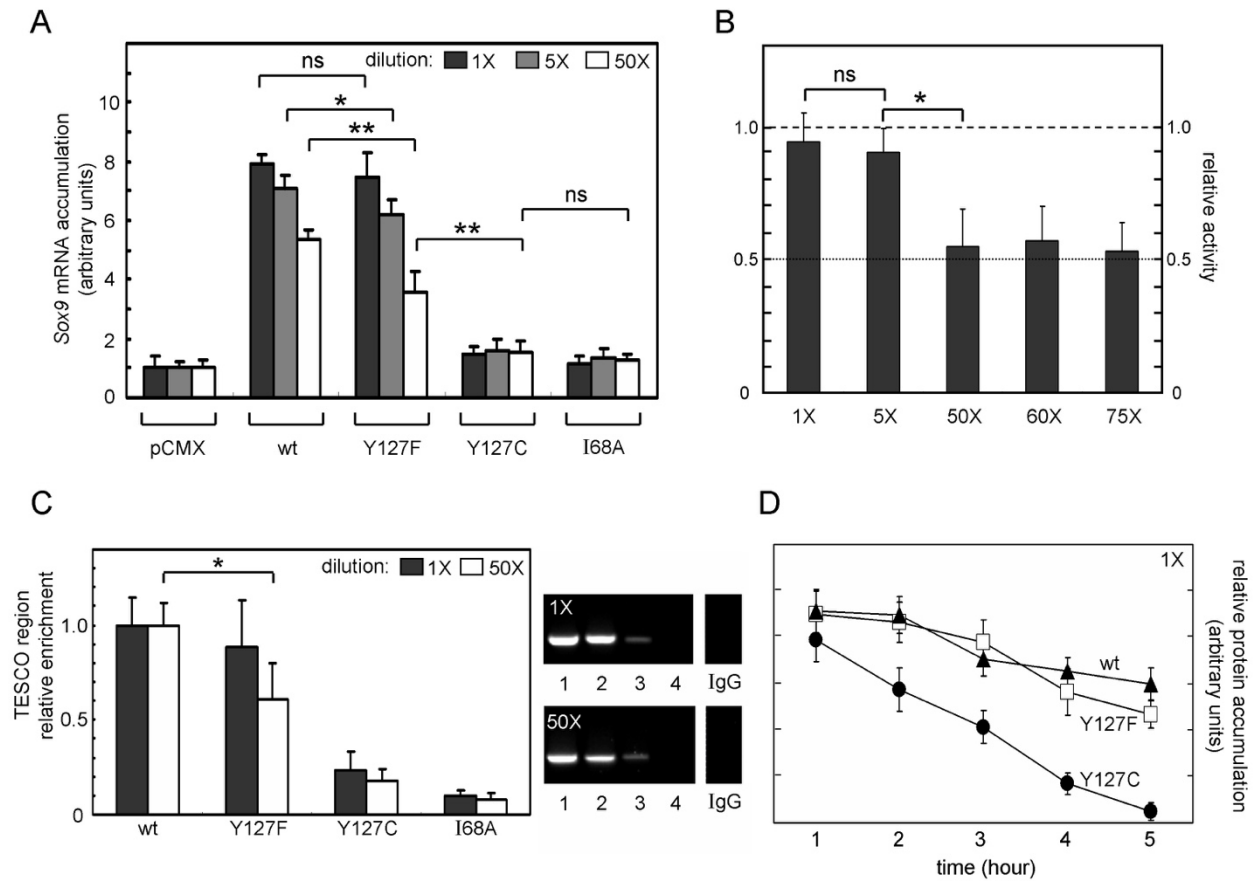 A
dilution: 1X 5X 50X
ns
*
**
**
ns
10
8
6
4
2
0
Sox9 mRNA accumulation
(arbitrary units)
pCMX wt Y127F Y127C I68A
B
ns
*
1.0
0.5
0
1.0
0.5
0
relative activity
1X 5X 50X 60X 75X
C
dilution: 1X 50X
*
1.0
0.5
0
TESCO region
relative enrichment
wt Y127F Y127C I68A
1X
1 2 3 4 IgG
50X
1 2 3 4 IgG
D
1X
wt
Y127F
Y127C
relative protein accumulation
(arbitrary units)
1 2 3 4 5
time (hour)